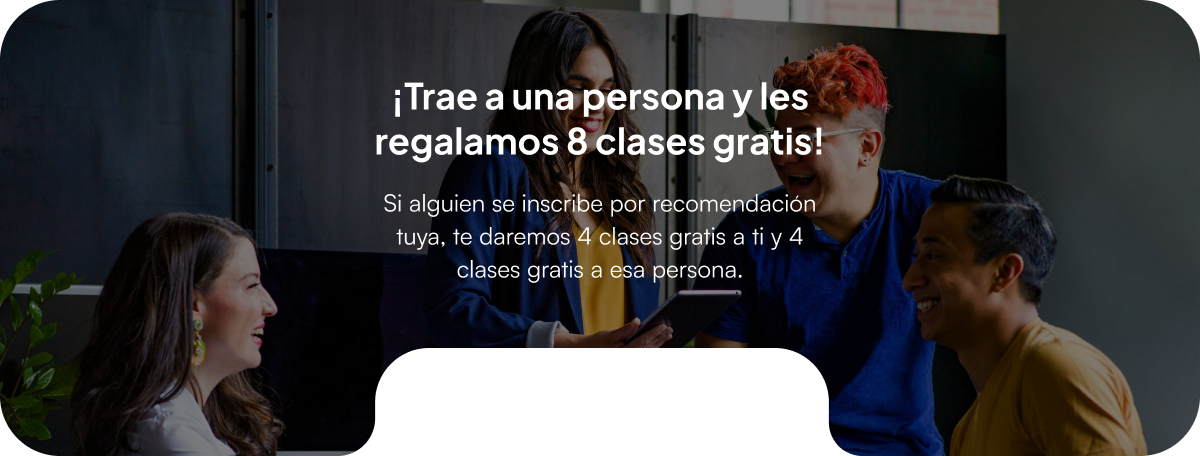 ¡Trae a una persona y les
regalamos 8 clases gratis!
Si alguien se inscribe por recomendación
tuya, te daremos 4 clases gratis a ti y 4
clases gratis a esa persona.